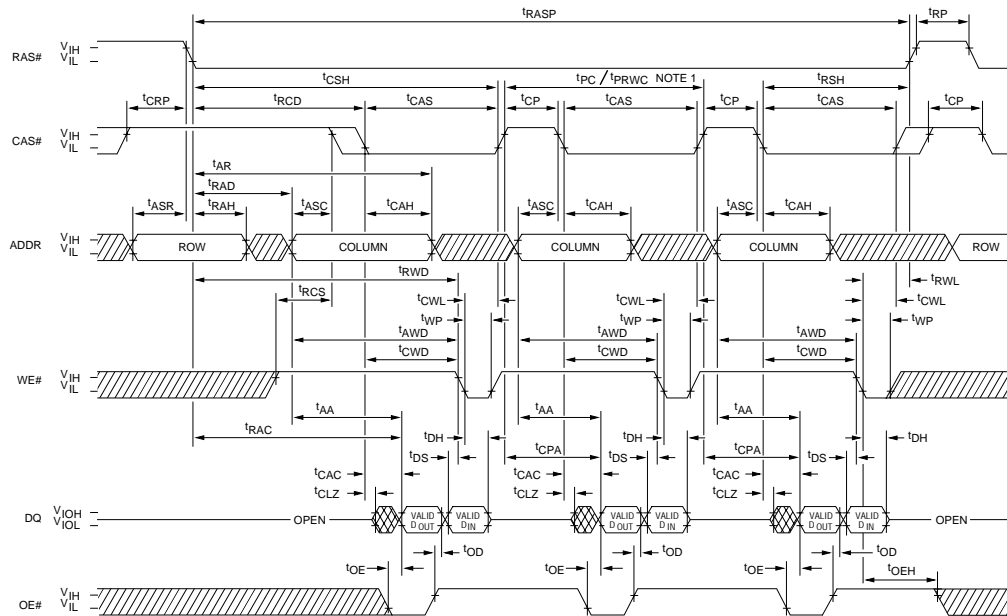 tRASP tRP
RAS# VIH VIL
tCSH tPC / tPRWC NOTE 1 tRSH
tCRP tRCD tCAS tCP tCAS tCP tCAS tCP
CAS# VIH VIL
tAR
tRAD
tASR tRAH tASC tCAH tASC tCAH tASC tCAH
ADDR VIH VIL ROW COLUMN COLUMN COLUMN ROW
tRWD tRWL
tRCS tCWL tCWL tCWL
tWP tWP tWP
tAWD tAWD tAWD
tCWD tCWD tCWD
WE# VIH VIL
tAA tAA tAA
tRAC tDH tDH tDH
tDS tCPA tDS tCPA tDS
tCAC tCAC tCAC
tCLZ tCLZ tCLZ
DQ VIOH VIOL OPEN VALID DOUT VALID DIN VALID DOUT VALID DIN VALID DOUT VALID DIN OPEN
tOD tOD tOD
tOE tOE tOE tOEH
OE# VIH VIL